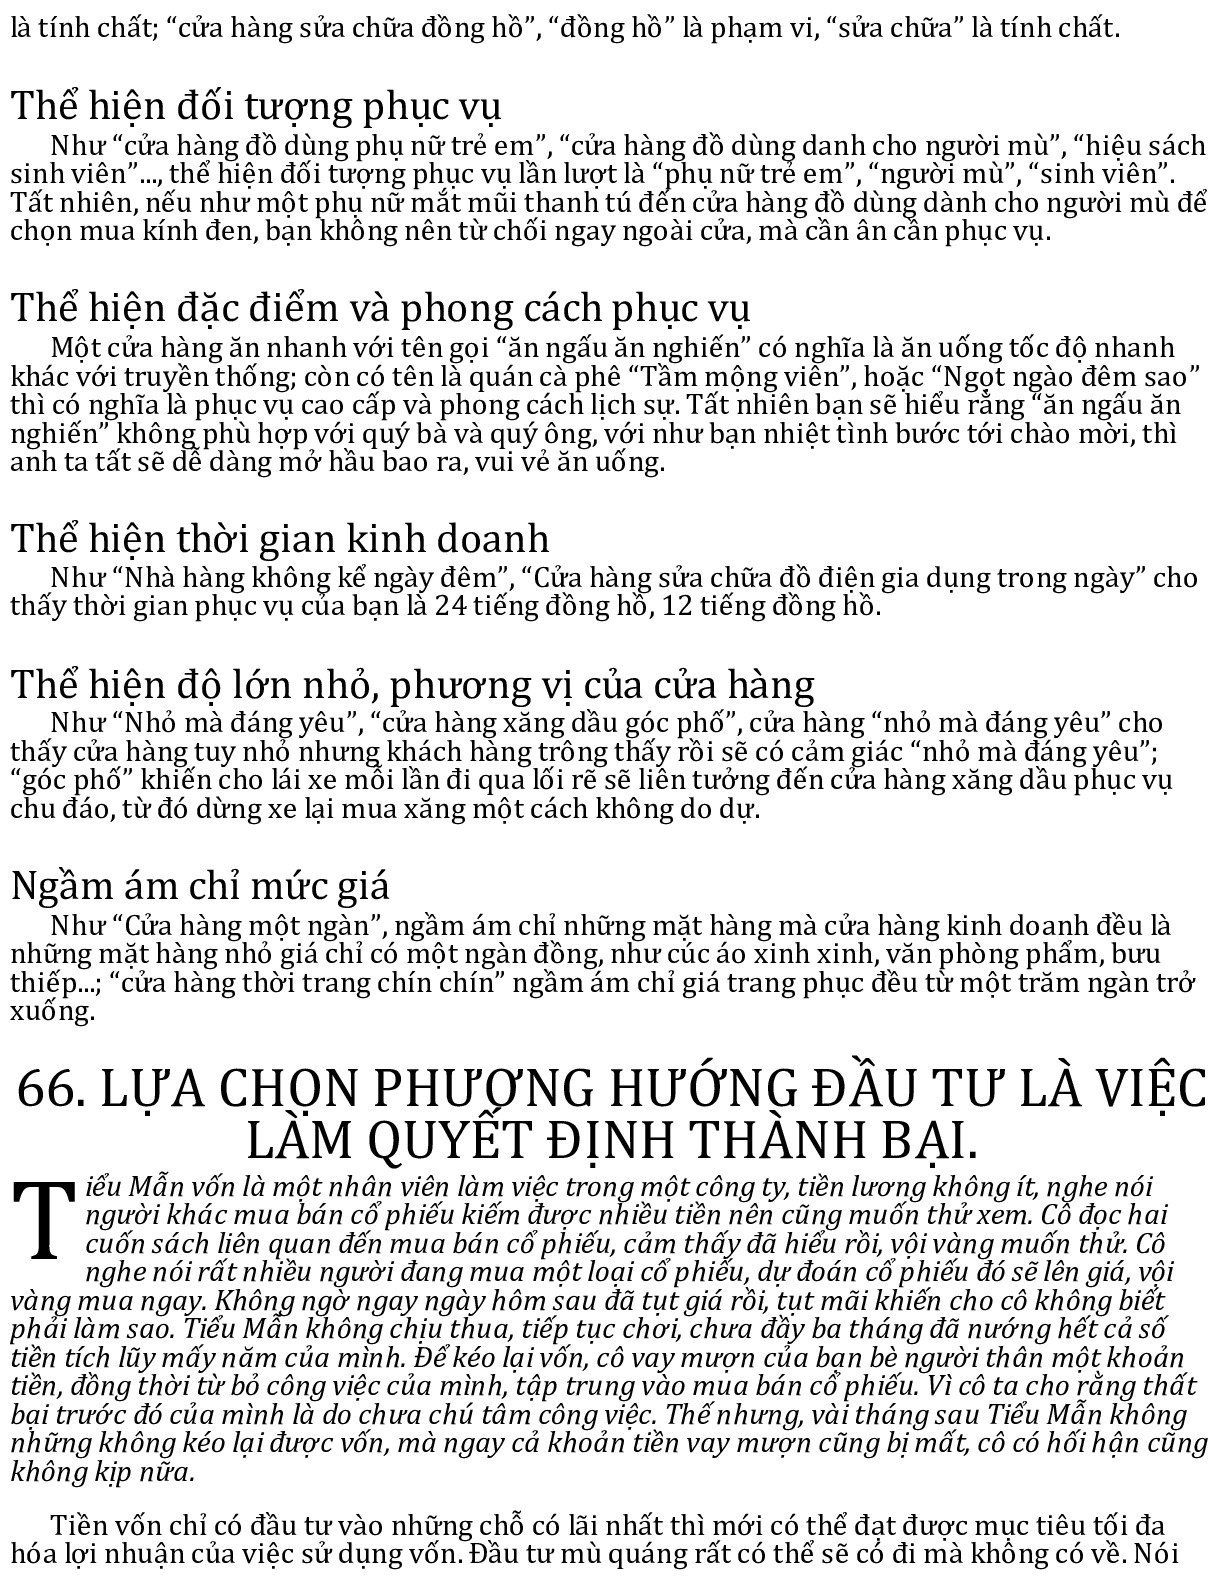 là tính chất; “cửa hàng sửa chữa đồng hồ”, “đồng hồ” là phạm vi, “sửa chữa” là tính chất.
Thể hiện đối tượng phục vụ
Như “cửa hàng đồ dùng phụ nữ trẻ em”, “cửa hàng đồ dùng danh cho người mù”, “hiệu sách
sinh viên”..., thể hiện đối tượng phục vụ lần lượt là “phụ nữ trẻ em”, “người mù”, “sinh viên”.
Tất nhiên, nếu như một phụ nữ mắt mũi thanh tú đến cửa hàng đồ dùng dành cho người mù để
chọn mua kính đen, bạn không nên từ chối ngay ngoài cửa, mà cần ân cần phục vụ.
Thể hiện đặc điểm và phong cách phục vụ
Một cửa hàng ăn nhanh với tên gọi “ăn ngấu ăn nghiến” có nghĩa là ăn uống tốc độ nhanh
khác với truyền thống; còn có tên là quán cà phê “Tầm mộng viên”, hoặc “Ngọt ngào đêm sao”
thì có nghĩa là phục vụ cao cấp và phong cách lịch sự. Tất nhiên bạn sẽ hiểu rằng “ăn ngấu ăn
nghiến” không phù hợp với quý bà và quý ông, với như bạn nhiệt tình bước tới chào mời, thì
anh ta tất sẽ dễ dàng mở hầu bao ra, vui vẻ ăn uống.
Thể hiện thời gian kinh doanh
Như “Nhà hàng không kể ngày đêm”, “Cửa hàng sửa chữa đồ điện gia dụng trong ngày” cho
thấy thời gian phục vụ của bạn là 24 tiếng đồng hồ, 12 tiếng đồng hồ.
Thể hiện độ lớn nhỏ, phương vị của cửa hàng
Như “Nhỏ mà đáng yêu”, “cửa hàng xăng dầu góc phố”, cửa hàng “nhỏ mà đáng yêu” cho
thấy cửa hàng tuy nhỏ nhưng khách hàng trông thấy rồi sẽ có cảm giác “nhỏ mà đáng yêu”;
“góc phố” khiến cho lái xe mỗi lần đi qua lối rẽ sẽ liên tưởng đến cửa hàng xăng dầu phục vụ
chu đáo, từ đó dừng xe lại mua xăng một cách không do dự.
Ngầm ám chỉ mức giá
Như “Cửa hàng một ngàn”, ngầm ám chỉ những mặt hàng mà cửa hàng kinh doanh đều là
những mặt hàng nhỏ giá chỉ có một ngàn đồng, như cúc áo xinh xinh, văn phòng phẩm, bưu
thiếp...; “cửa hàng thời trang chín chín” ngầm ám chỉ giá trang phục đều từ một trăm ngàn trở
xuống.
66. LỰA CHỌN PHƯƠNG HƯỚNG ĐẦU TƯ LÀ VIỆC
LÀM QUYẾT ĐỊNH THÀNH BẠI.
Tiểu Mẫn vốn là một nhân viên làm việc trong một công ty, tiền lương không ít, nghe nói
người khác mua bán cổ phiếu kiếm được nhiều tiền nên cũng muốn thử xem. Cô đọc hai
cuốn sách liên quan đến mua bán cổ phiếu, cảm thấy đã hiểu rồi, vội vàng muốn thử. Cô
nghe nói rất nhiều người đang mua một loại cổ phiếu, dự đoán cổ phiếu đó sẽ lên giá, vội
vàng mua ngay. Không ngờ ngay ngày hôm sau đã tụt giá rồi, tụt mãi khiến cho cô không biết
phải làm sao. Tiểu Mẫn không chịu thua, tiếp tục chơi, chưa đầy ba tháng đã nướng hết cả số
tiền tích lũy mấy năm của mình. Để kéo lại vốn, cô vay mượn của bạn bè người thân một khoản
tiền, đồng thời từ bỏ công việc của mình, tập trung vào mua bán cổ phiếu. Vì cô ta cho rằng thất
bại trước đó của mình là do chưa chú tâm công việc. Thế nhưng, vài tháng sau Tiểu Mẫn không
những không kéo lại được vốn, mà ngay cả khoản tiền vay mượn cũng bị mất, cô có hối hận cũng
không kịp nữa.
Tiền vốn chỉ có đầu tư vào những chỗ có lãi nhất thì mới có thể đạt được mục tiêu tối đa
hóa lợi nhuận của việc sử dụng vốn. Đầu tư mù quáng rất có thể sẽ có đi mà không có về. Nói